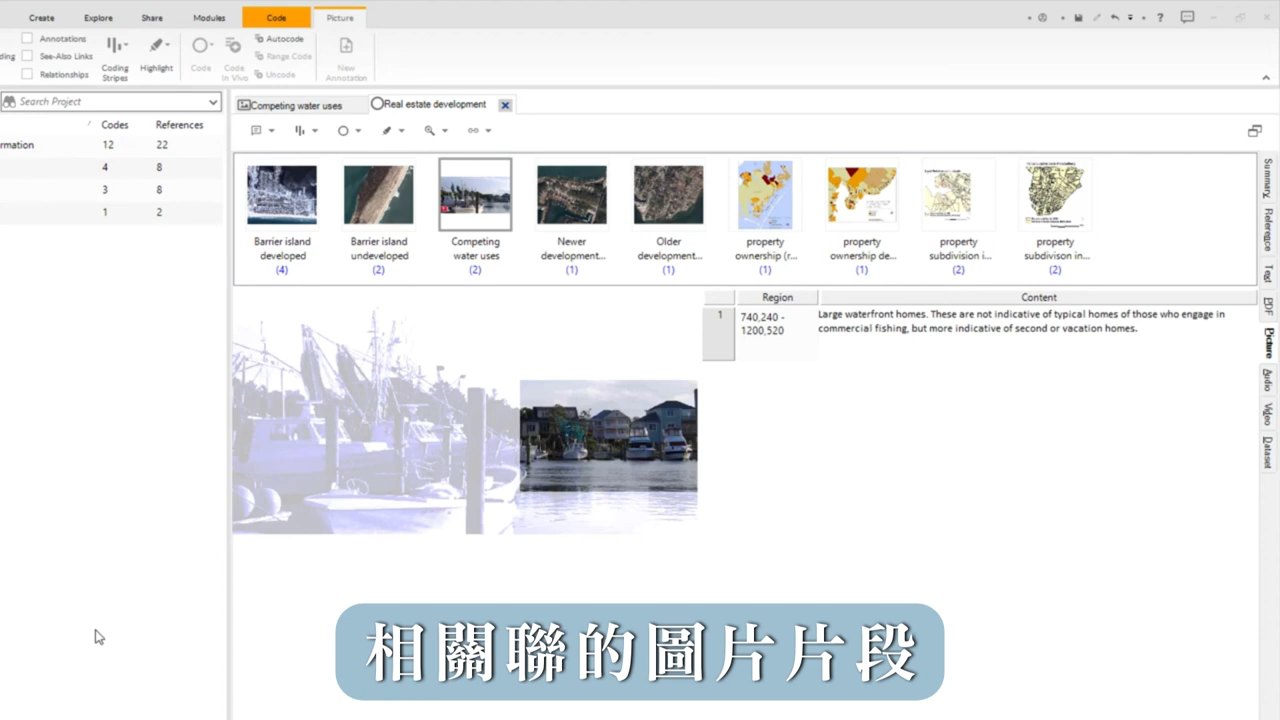 Create Explore Share Modules Code Picture
Annotations
See-Also Links
Relationships
ding
Coding Stripes
Highlight
Code
Code In Vivo
Autocode
Range Code
Uncode
New Annotation
Search Project
Codes References
rmation 12 22
4 8
3 8
1 2
Competing water uses
Real estate development
Barrier island developed (4)
Barrier island undeveloped (2)
Competing water uses (2)
Newer development... (1)
Older development... (1)
property ownership (r... (1)
property ownership de... (1)
property subdivision i... (2)
property subdivison in... (2)
Region Content
1 740,240 - 1200,520
Large waterfront homes. These are not indicative of typical homes of those who engage in
commercial fishing, but more indicative of second or vacation homes.
Summary
Reference
Text
PDF
Picture
Audio
Video
Dataset
相關聯的圖片片段